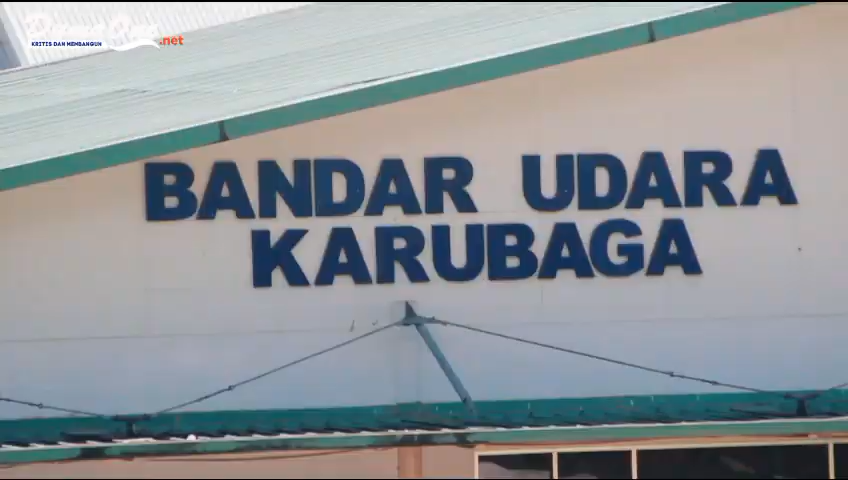 KRITIS DAN MEMBANGUN
.net
BANDAR UDARA
KARUBAGA